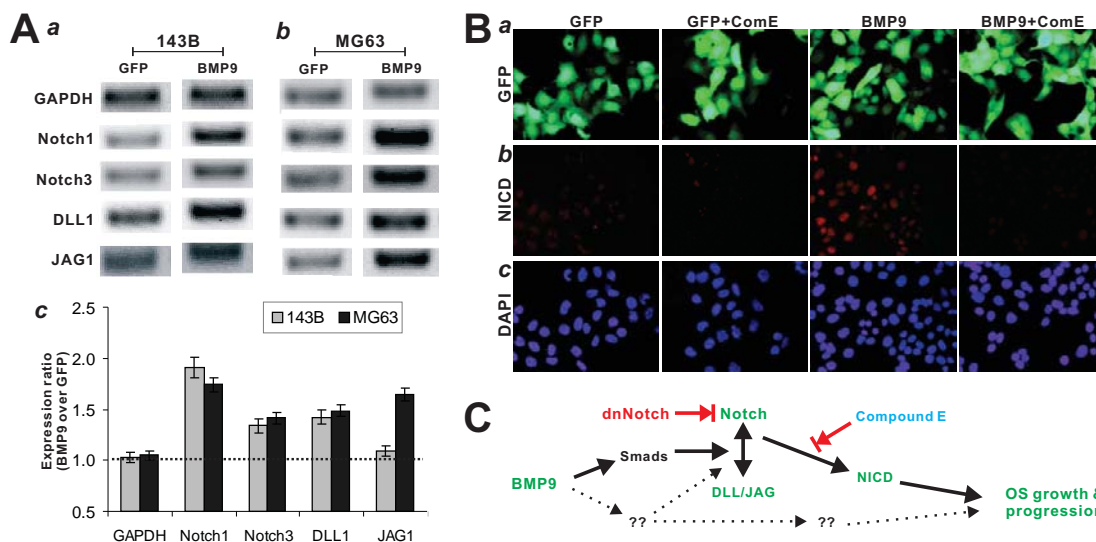 A
a
143B
GFP
BMP9
b
MG63
GFP
BMP9
GAPDH
Notch1
Notch3
DLL1
JAG1
c
143B
MG63
Expression ratio
(BMP9 over GFP)
2.5
2.0
1.5
1.0
0.5
GAPDH
Notch1
Notch3
DLL1
JAG1
B
GFP
GFP+ComE
BMP9
BMP9+ComE
a
GFP
b
NICD
c
DAPI
C
dnNotch
Notch
Compound E
Smads
BMP9
DLL/JAG
NICD
??
??
OS growth &
progression